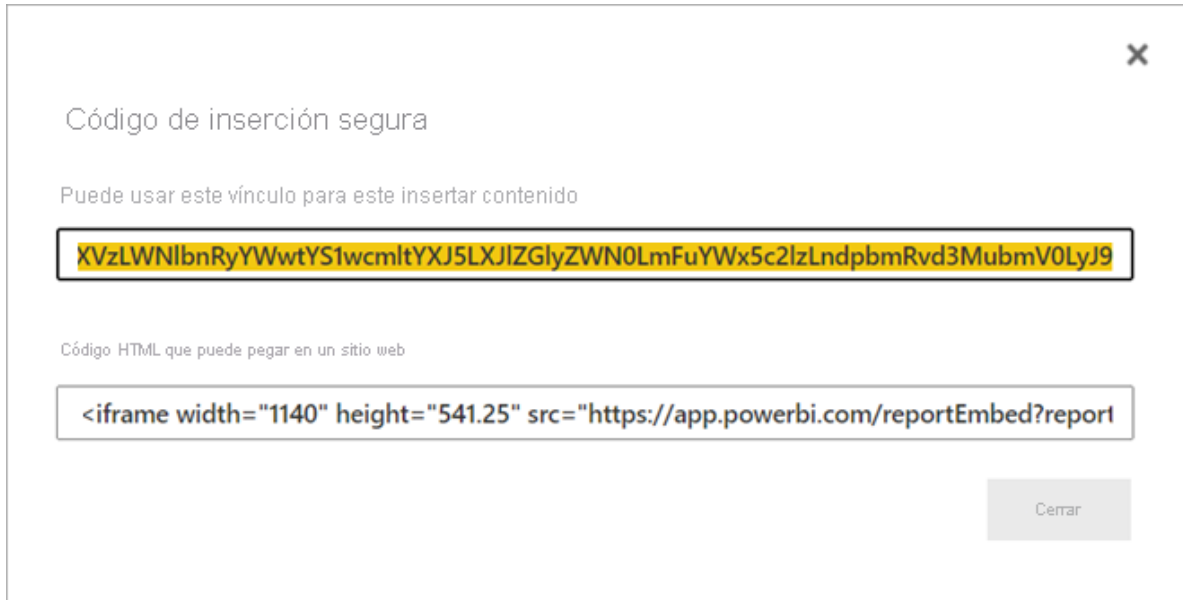 Código de inserción segura
Puede usar este vínculo para este insertar contenido
XVzLWNlbnRyYWwtYS1wcmltYXJ5LXJlZGlyZWN0LmFuYWx5c2lzLndpbmRvd3MubmV0LyJ9
Código HTML que puede pegar en un sitio web
<iframe width="1140" height="541.25" src="https://app.powerbi.com/reportEmbed?report
Cerrar